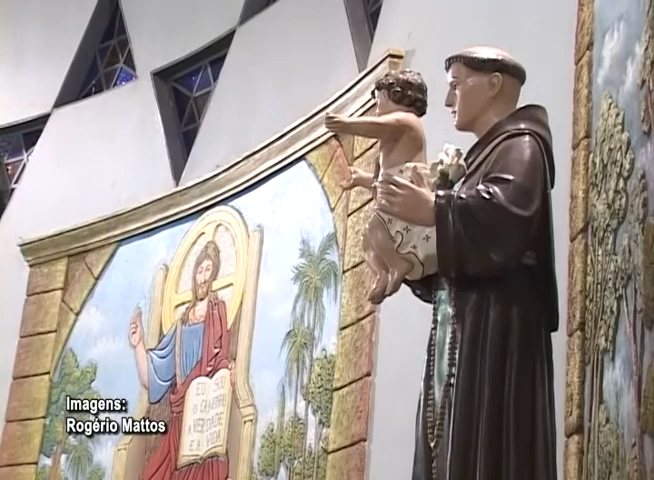 EU SOU
O CAMINHO
A VERDADE
E A VIDA
Imagens:
Rogério Mattos